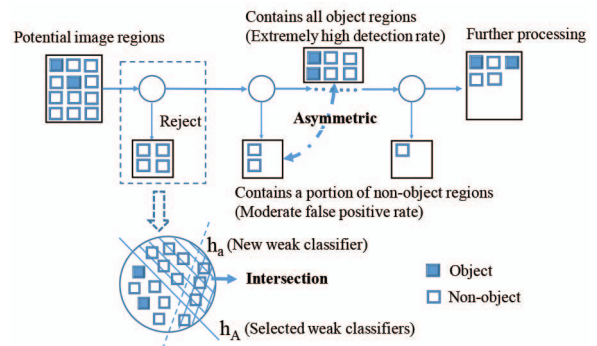 Contains all object regions
(Extremely high detection rate)
Potential image regions
Further processing
Reject
Asymmetric
Contains a portion of non-object regions
(Moderate false positive rate)
ha (New weak classifier)
Intersection
hA (Selected weak classifiers)
Object
Non-object